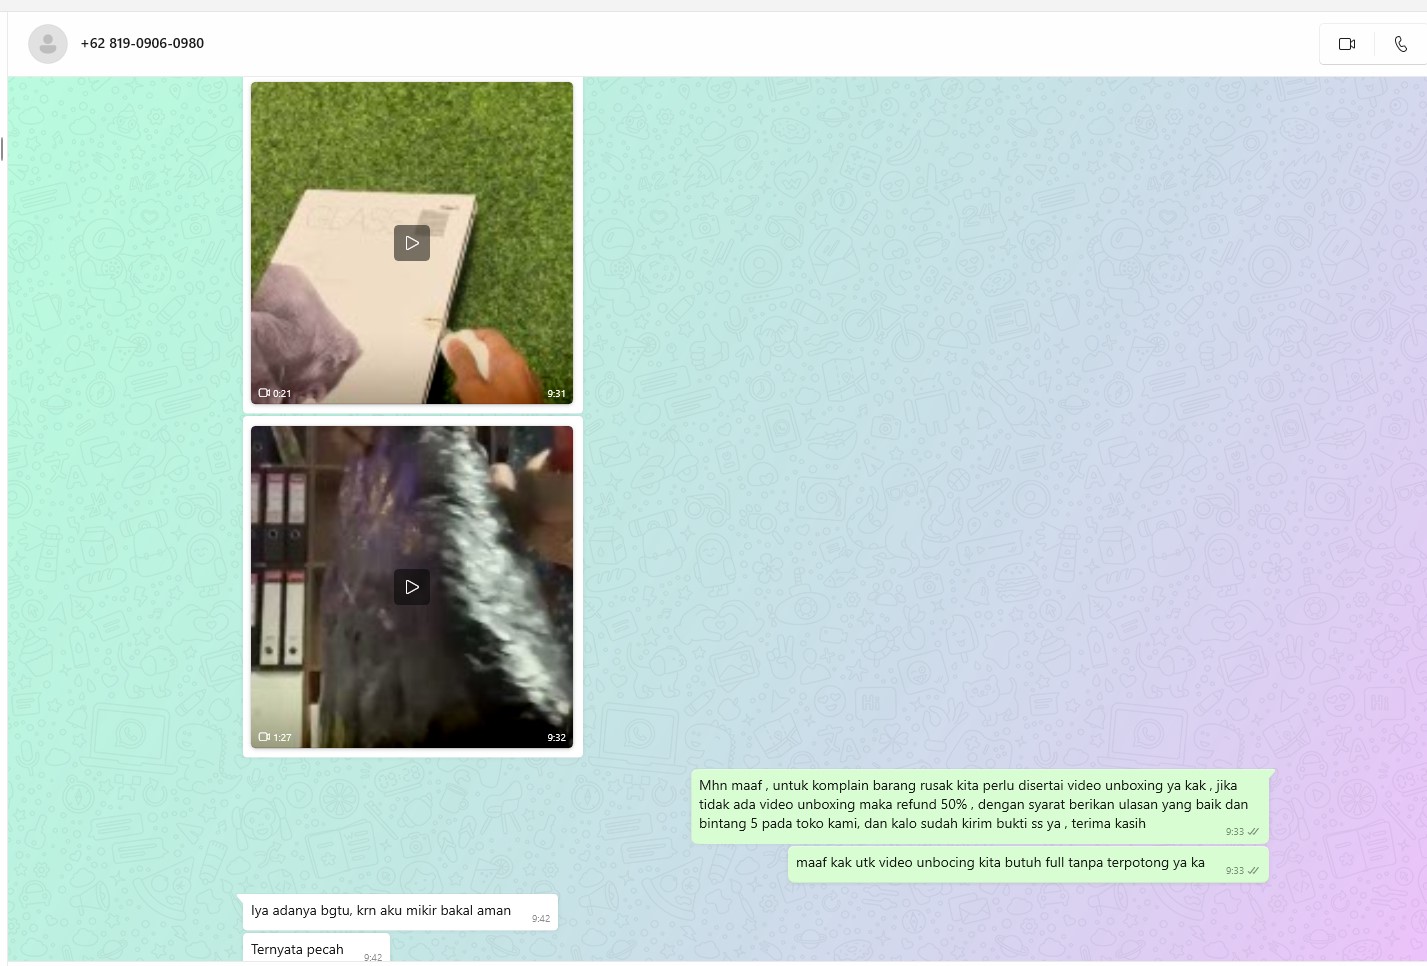 +62 819-0906-0980
GLASS
0:21
9:31
1:27
9:32
Mhn maaf , untuk komplain barang rusak kita perlu disertai video unboxing ya kak , jika
tidak ada video unboxing maka refund 50% , dengan syarat berikan ulasan yang baik dan
bintang 5 pada toko kami, dan kalo sudah kirim bukti ss ya , terima kasih
9:33
maaf kak utk video unbocing kita butuh full tanpa terpotong ya ka
9:33
Iya adanya bgtu, krn aku mikir bakal aman
9:42
Ternyata pecah
9:42